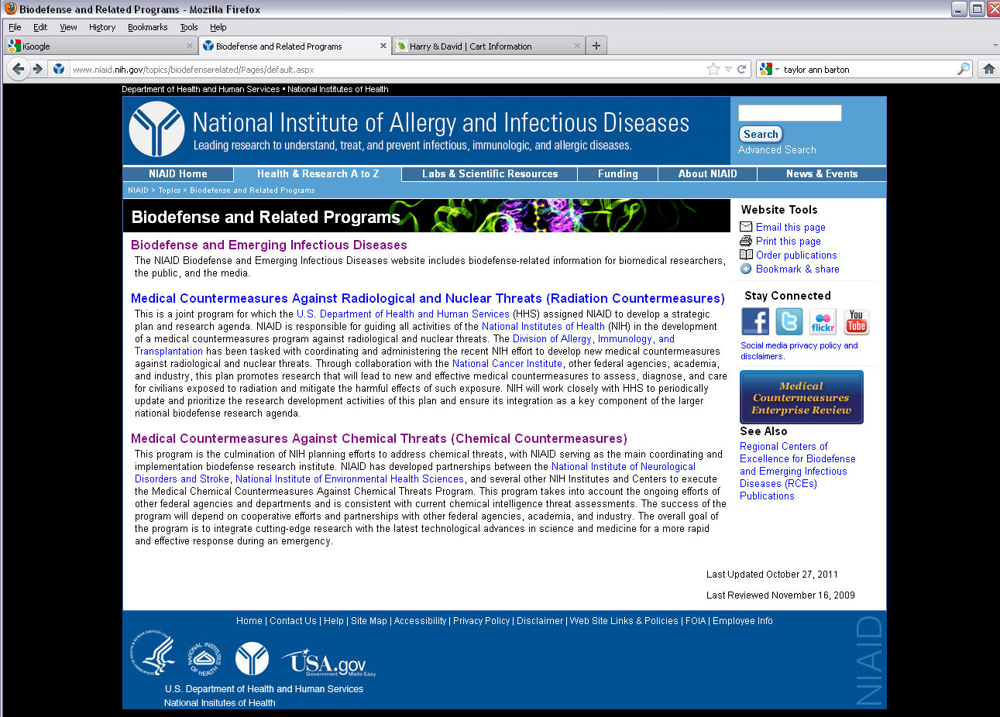 Biodefense and Related Programs - Mozilla Firefox
File Edit View History Bookmarks Tools Help
iGoogle
Biodefense and Related Programs
Harry & David | Cart Information
www.niaid.nih.gov/topics/biodefenserelated/Pages/default.aspx
taylor ann barton
Department of Health and Human Services • National Institutes of Health
National Institute of Allergy and Infectious Diseases
Leading research to understand, treat, and prevent infectious, immunologic, and allergic diseases.
Search
Advanced Search
NIAID Home
Health & Research A to Z
Labs & Scientific Resources
Funding
About NIAID
News & Events
NIAID > Topics > Biodefense and Related Programs
Biodefense and Related Programs
Biodefense and Emerging Infectious Diseases
The NIAID Biodefense and Emerging Infectious Diseases website includes biodefense-related information for biomedical researchers,
the public, and the media.
Medical Countermeasures Against Radiological and Nuclear Threats (Radiation Countermeasures)
This is a joint program for which the U.S. Department of Health and Human Services (HHS) assigned NIAID to develop a strategic
plan and research agenda. NIAID is responsible for guiding all activities of the National Institutes of Health (NIH) in the development
of a medical countermeasures program against radiological and nuclear threats. The Division of Allergy, Immunology, and
Transplantation has been tasked with coordinating and administering the recent NIH effort to develop new medical countermeasures
against radiological and nuclear threats. Through collaboration with the National Cancer Institute, other federal agencies, academia,
and industry, this plan promotes research that will lead to new and effective medical countermeasures to assess, diagnose, and care
for civilians exposed to radiation and mitigate the harmful effects of such exposure. NIH will work closely with HHS to periodically
update and prioritize the research development activities of this plan and ensure its integration as a key component of the larger
national biodefense research agenda.
Medical Countermeasures Against Chemical Threats (Chemical Countermeasures)
This program is the culmination of NIH planning efforts to address chemical threats, with NIAID serving as the main coordinating and
implementation biodefense research institute. NIAID has developed partnerships between the National Institute of Neurological
Disorders and Stroke, National Institute of Environmental Health Sciences, and several other NIH Institutes and Centers to execute
the Medical Chemical Countermeasures Against Chemical Threats Program. This program takes into account the ongoing efforts of
other federal agencies and departments and is consistent with current chemical intelligence threat assessments. The success of the
program will depend on cooperative efforts and partnerships with other federal agencies, academia, and industry. The overall goal of
the program is to integrate cutting-edge research with the latest technological advances in science and medicine for a more rapid
and effective response during an emergency.
Last Updated October 27, 2011
Last Reviewed November 16, 2009
Website Tools
Email this page
Print this page
Order publications
Bookmark & share
Stay Connected
flickr
You
Tube
Social media privacy policy and
disclaimers.
Medical
Countermeasures
Enterprise Review
See Also
Regional Centers of
Excellence for Biodefense
and Emerging Infectious
Diseases (RCEs)
Publications
Home | Contact Us | Help | Site Map | Accessibility | Privacy Policy | Disclaimer | Web Site Links & Policies | FOIA | Employee Info
DEPARTMENT OF HEALTH & HUMAN SERVICES USA
NATIONAL INSTITUTES OF HEALTH
USA.gov
Government Made Easy
U.S. Department of Health and Human Services
National Insitutes of Health
NIAID